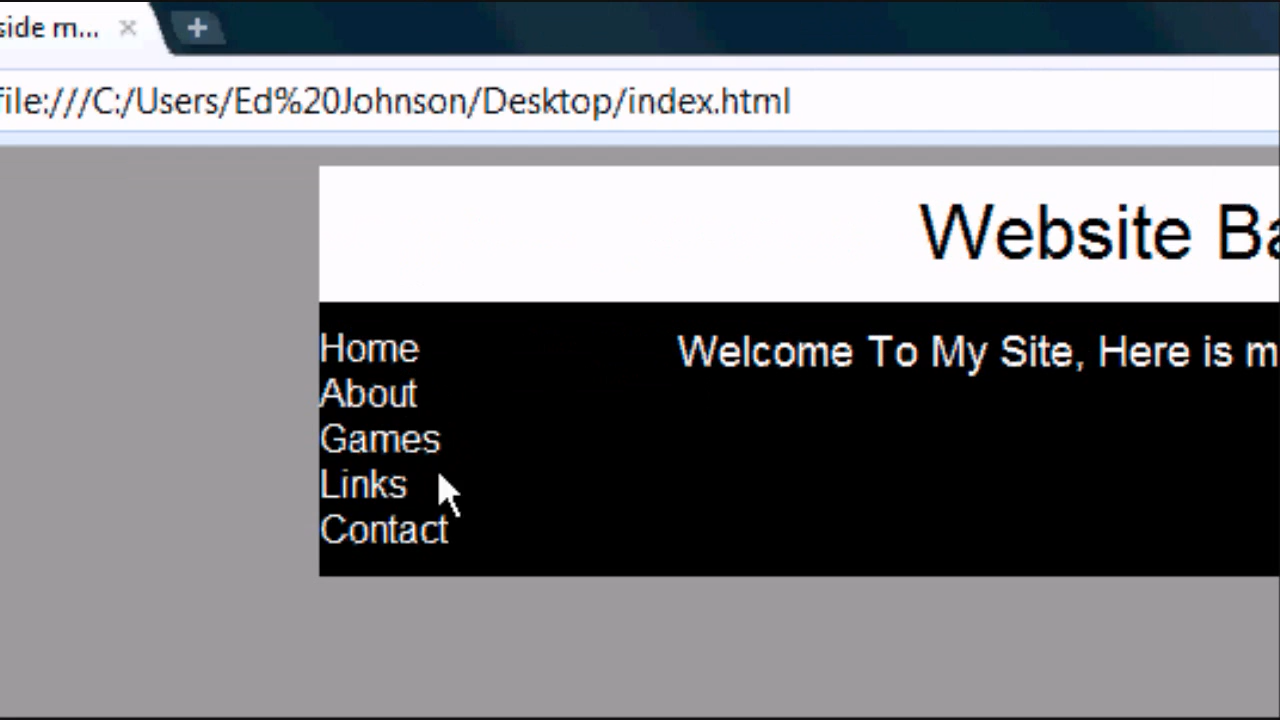 side m...
file:///C:/Users/Ed%20Johnson/Desktop/index.html
Website Ba
Home
Welcome To My Site, Here is m
About
Games
Links
Contact